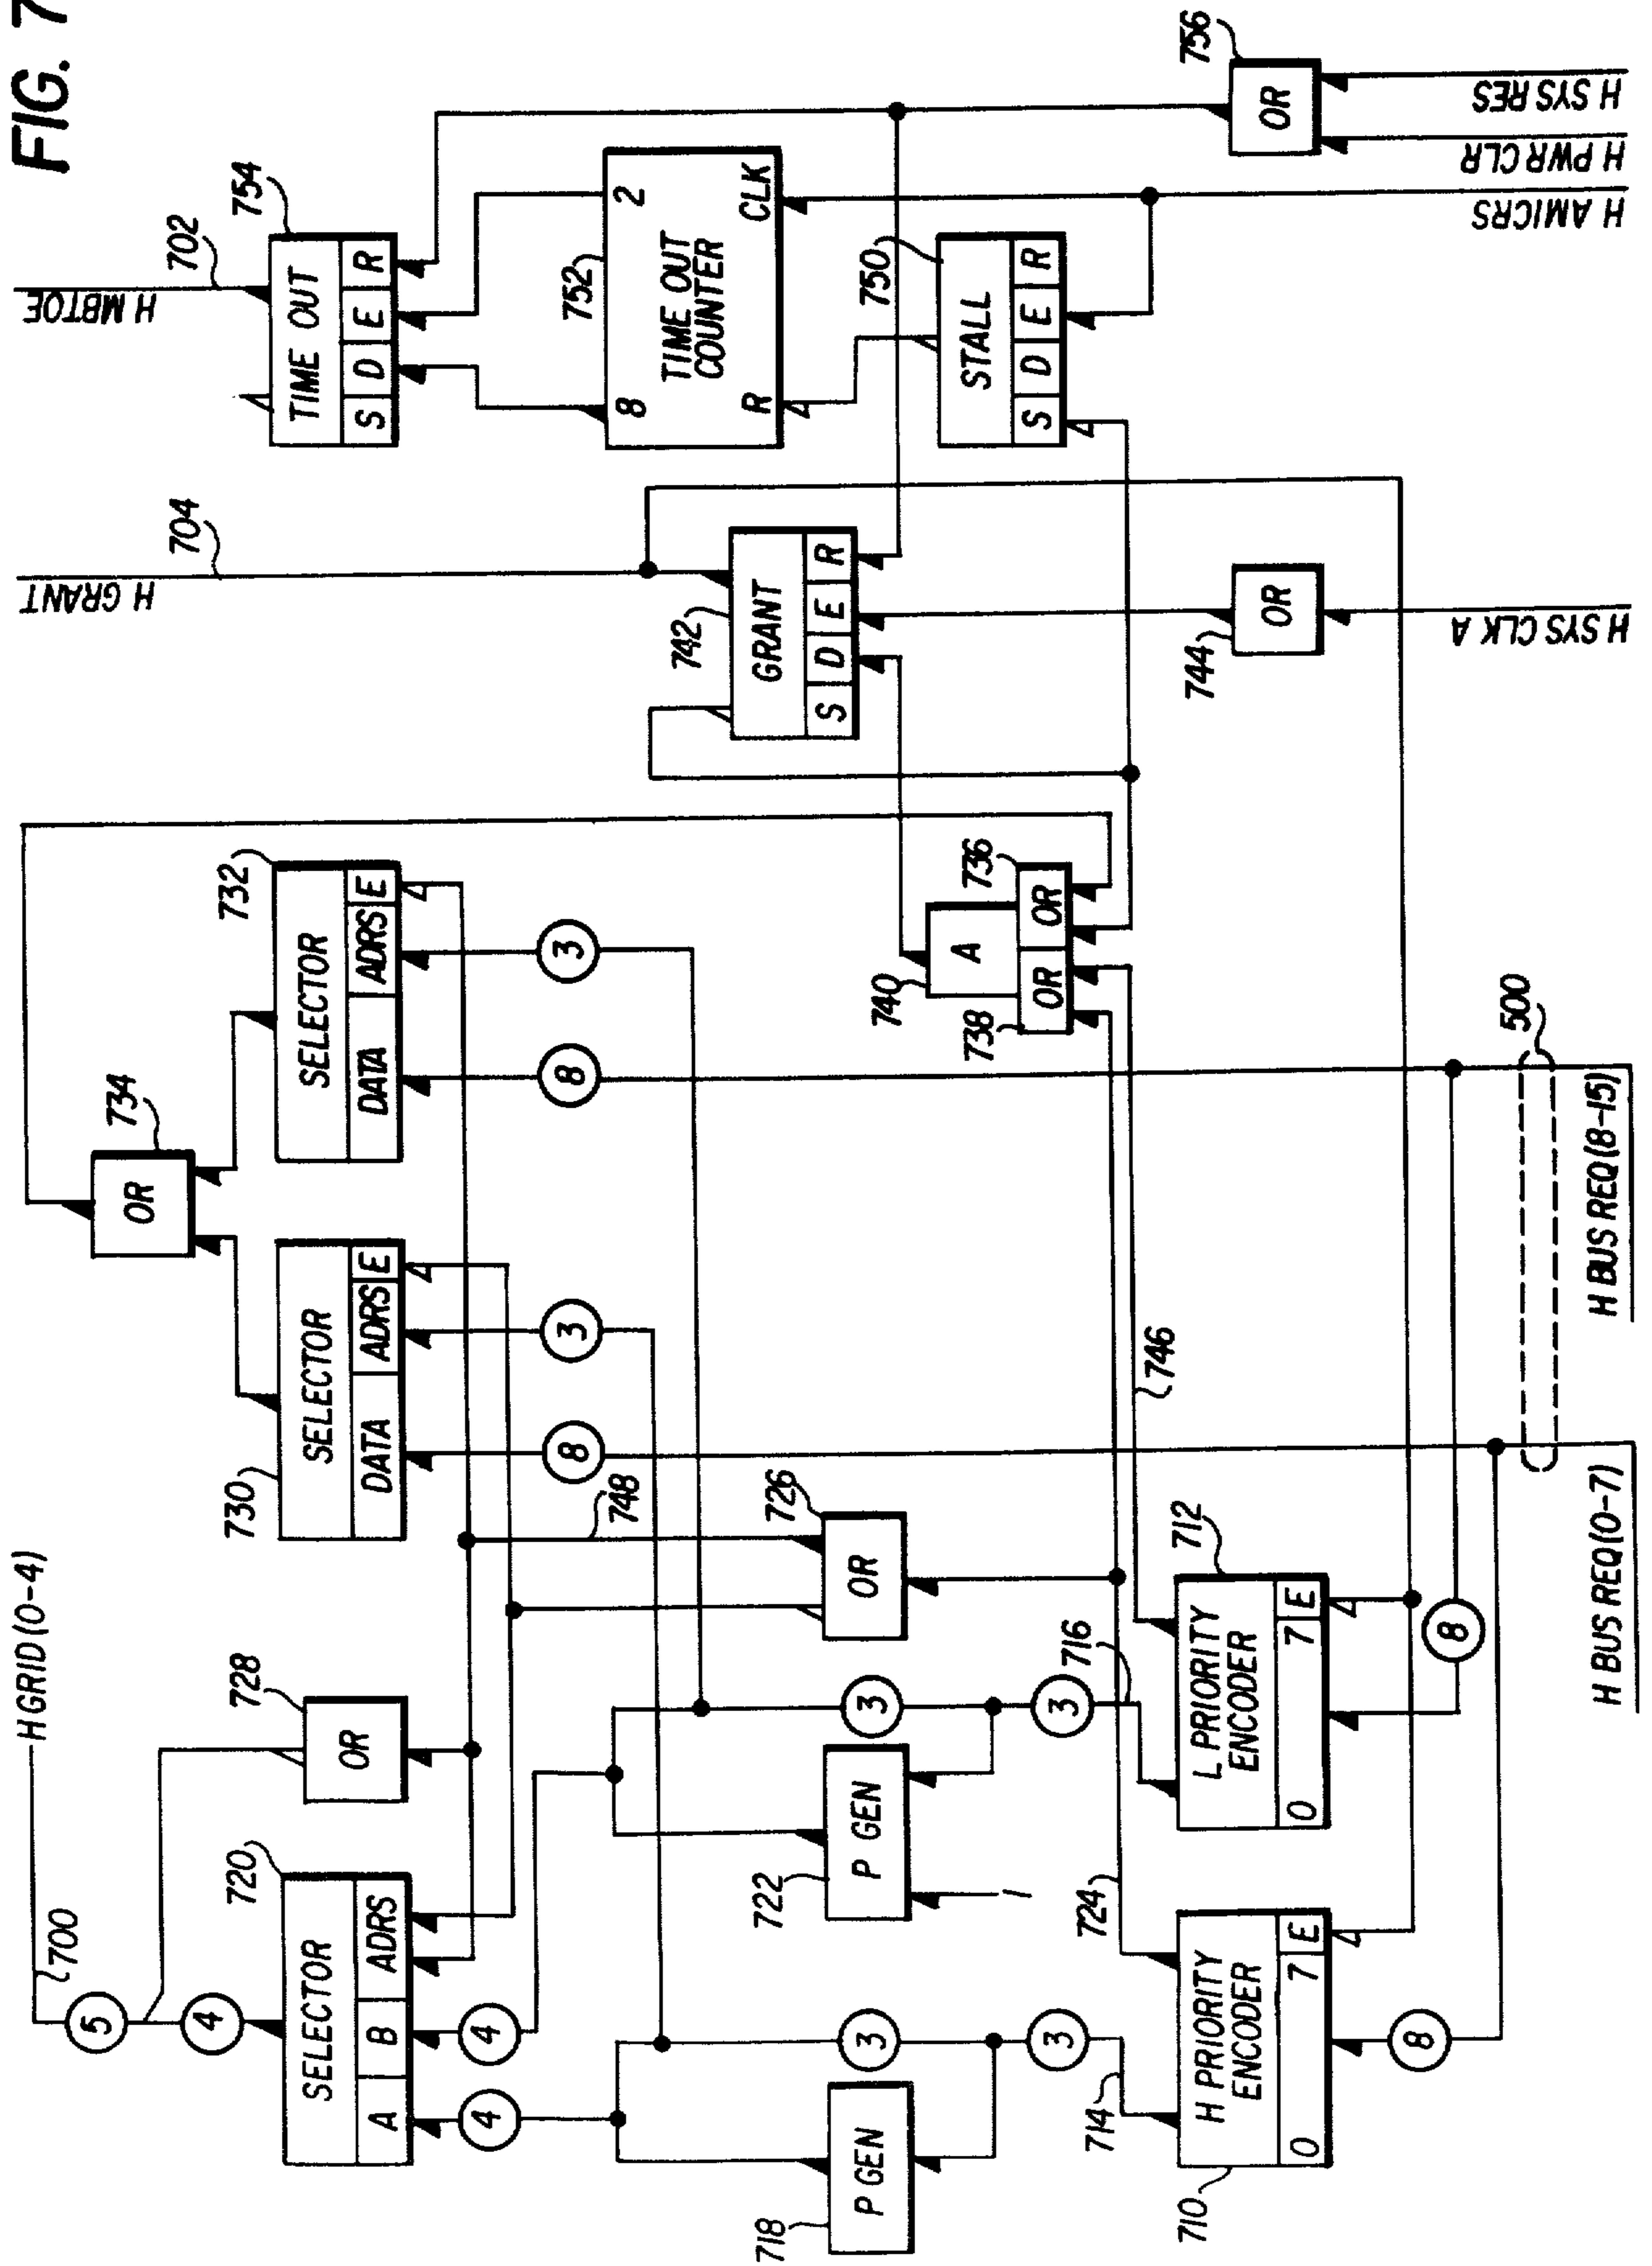 FIG. 7
H GRID (0-4)
H GRANT
H MBTOE
700
704
702
5
4
734
OR
728
OR
720
SELECTOR
A
B
ADRS
730
SELECTOR
DATA
ADRS
E
732
SELECTOR
DATA
ADRS
E
754
TIME OUT
S
D
E
R
4
4
8
3
8
3
748
752
TIME OUT COUNTER
8
2
R
CLK
742
GRANT
S
D
E
R
718
P GEN
3
722
P GEN
1
3
726
OR
740
A
738
OR
OR
736
750
STALL
S
D
E
R
714
3
724
3
716
746
710
H PRIORITY
ENCODER
0
7
E
712
L PRIORITY
ENCODER
0
7
E
744
OR
756
OR
8
8
500
H BUS REQ (0-7)
H BUS REQ (8-15)
H SYS CLK A
H AMICRS
H PWR CLR
H SYS RES